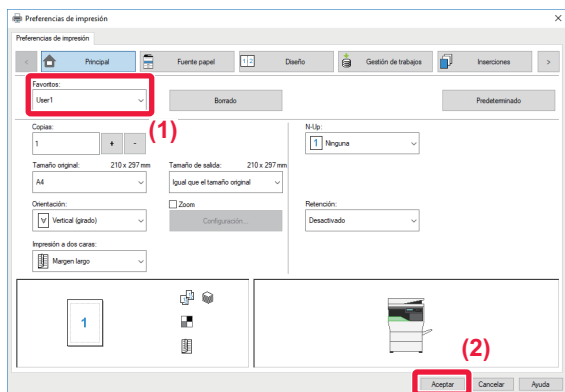 Preferencias de impresión
Preferencias de impresión
Principal
Fuente papel
Diseño
Gestión de trabajos
Inserciones
Favoritos:
User1
Borrado
Predeterminado
(1)
Copias:
1
+ -
N-Up:
1 Ninguna
Tamaño original: 210 x 297 mm
Tamaño de salida: 210 x 297 mm
A4
Igual que el tamaño original
Orientación:
Zoom
Retención:
Vertical (girado)
Configuración...
Desactivado
Impresión a dos caras:
Margen largo
1
(2)
Aceptar
Cancelar
Ayuda